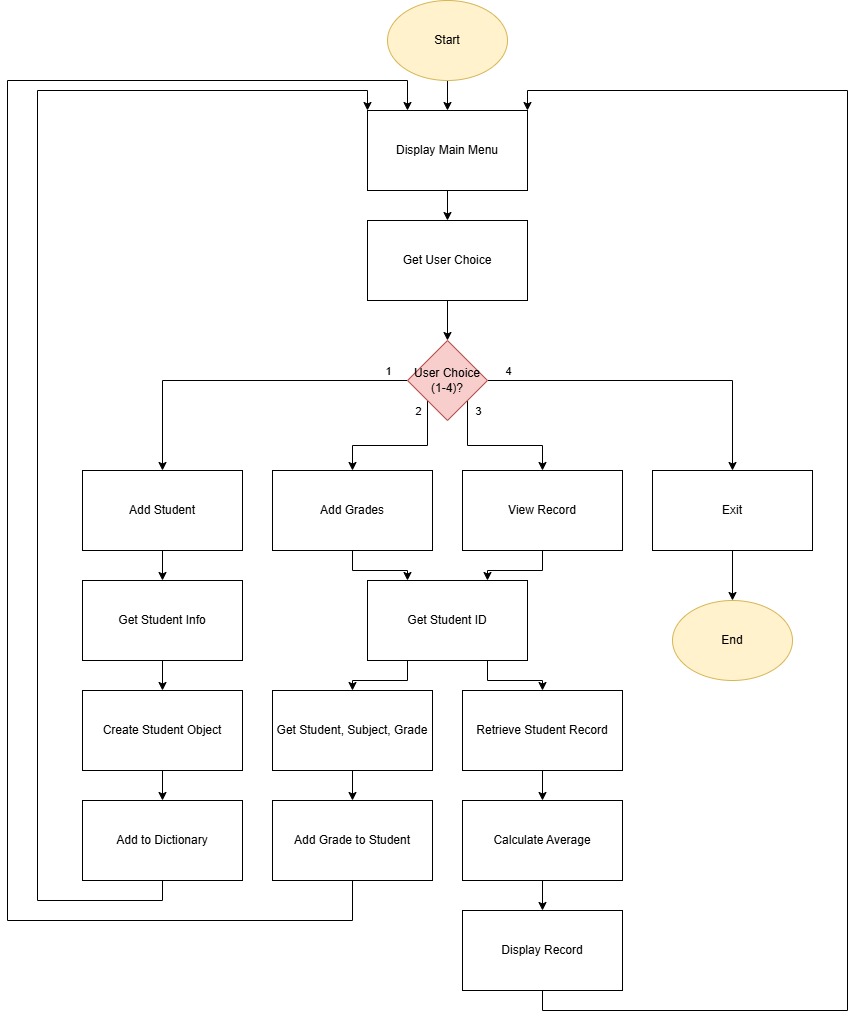 Start
Display Main Menu
Get User Choice
User Choice
(1-4)?
1
4
2
3
Add Student
Add Grades
View Record
Exit
Get Student Info
Get Student ID
End
Create Student Object
Get Student, Subject, Grade
Retrieve Student Record
Add to Dictionary
Add Grade to Student
Calculate Average
Display Record